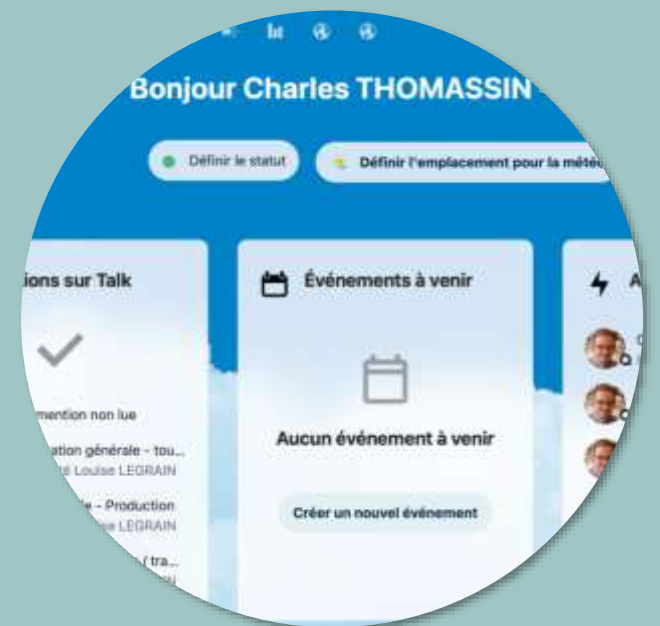 Bonjour Charles THOMASSIN
Définir le statut
Définir l'emplacement pour la météo
ions sur Talk
mention non lue
ation générale - tou...
Louise LEGRAIN
- Production
LEGRAIN
/ tra...
Événements à venir
Aucun événement à venir
Créer un nouvel événement
A